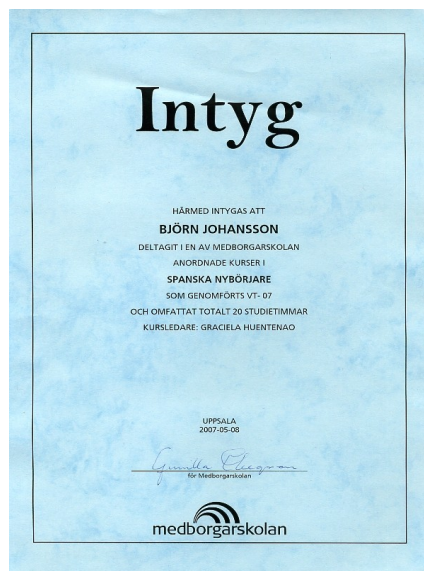 Intyg
HÄRMED INTYGAS ATT
BJÖRN JOHANSSON
DELTAGIT I EN AV MEDBORGARSKOLAN
ANORDNADE KURSER I
SPANSKA NYBÖRJARE
SOM GENOMFÖRTS VT- 07
OCH OMFATTAT TOTALT 20 STUDIETIMMAR
KURSLEDARE: GRACIELA HUENTENAO
UPPSALA
2007-05-08
Gunilla
för Medborgarskolan
medborgarskolan